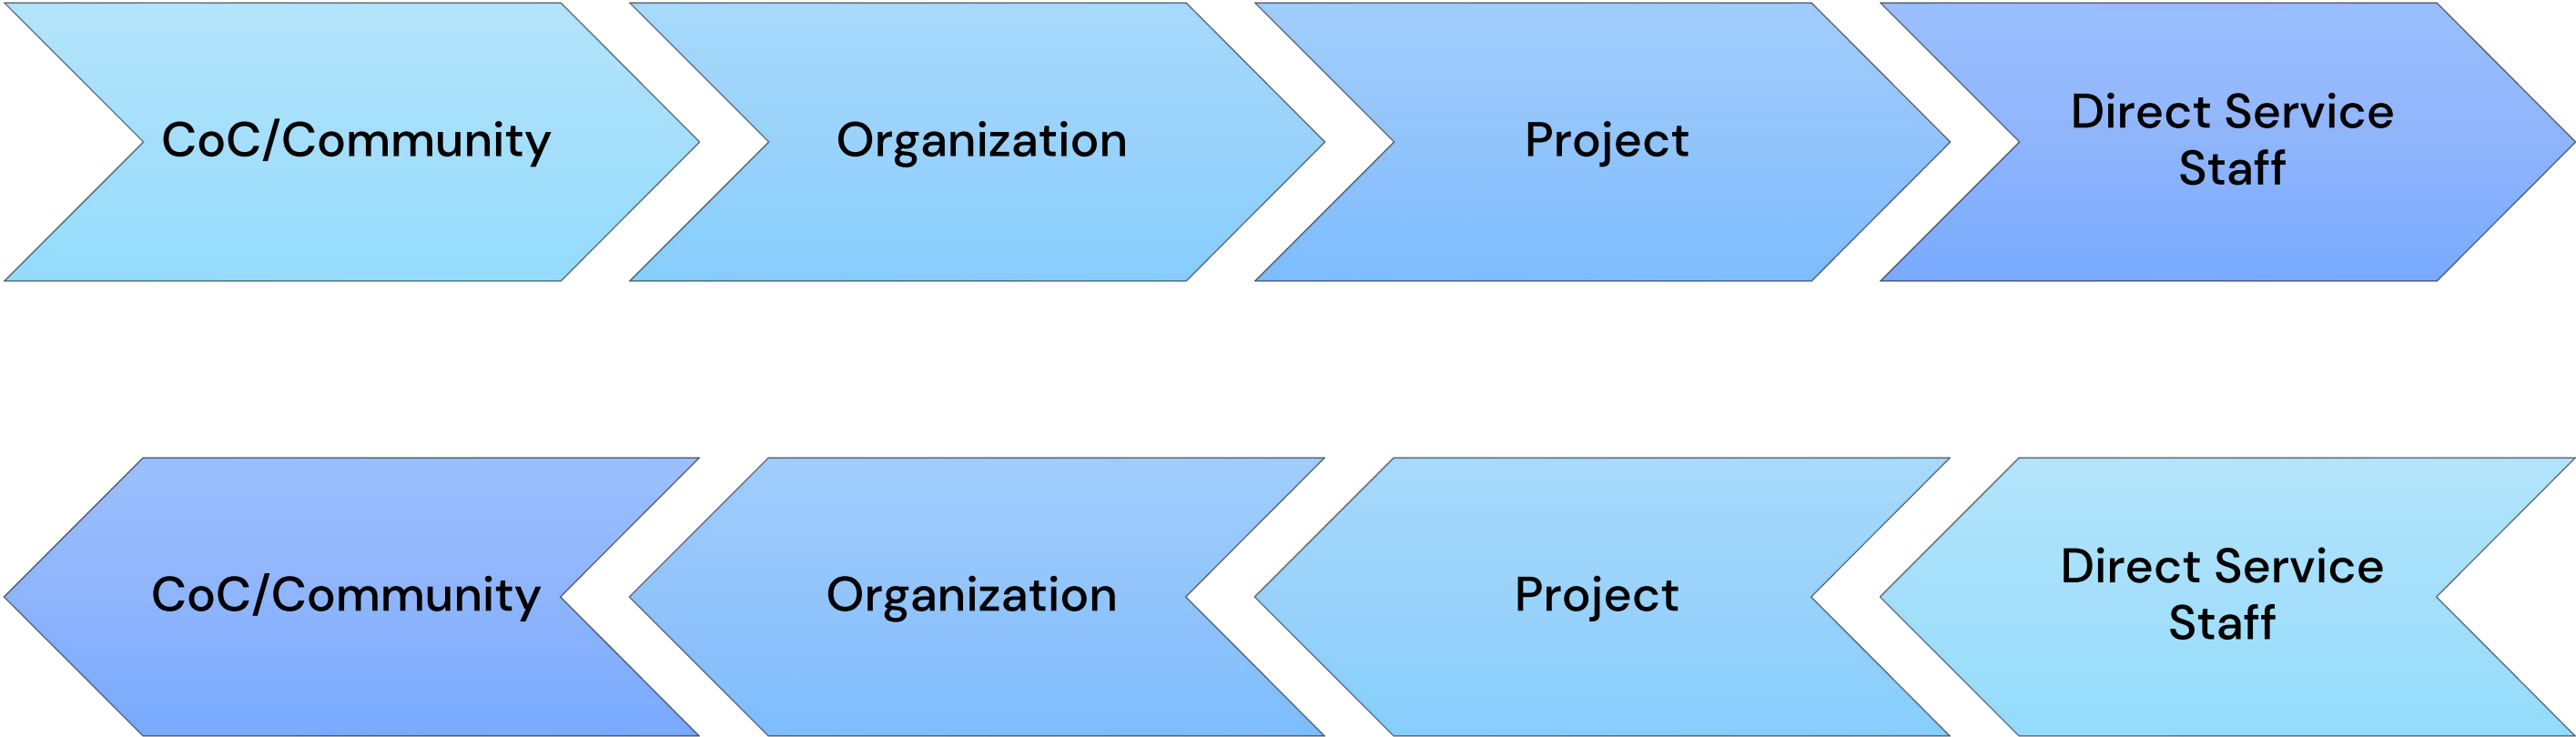 CoC/Community
Organization
Project
Direct Service
Staff
CoC/Community
Organization
Project
Direct Service
Staff